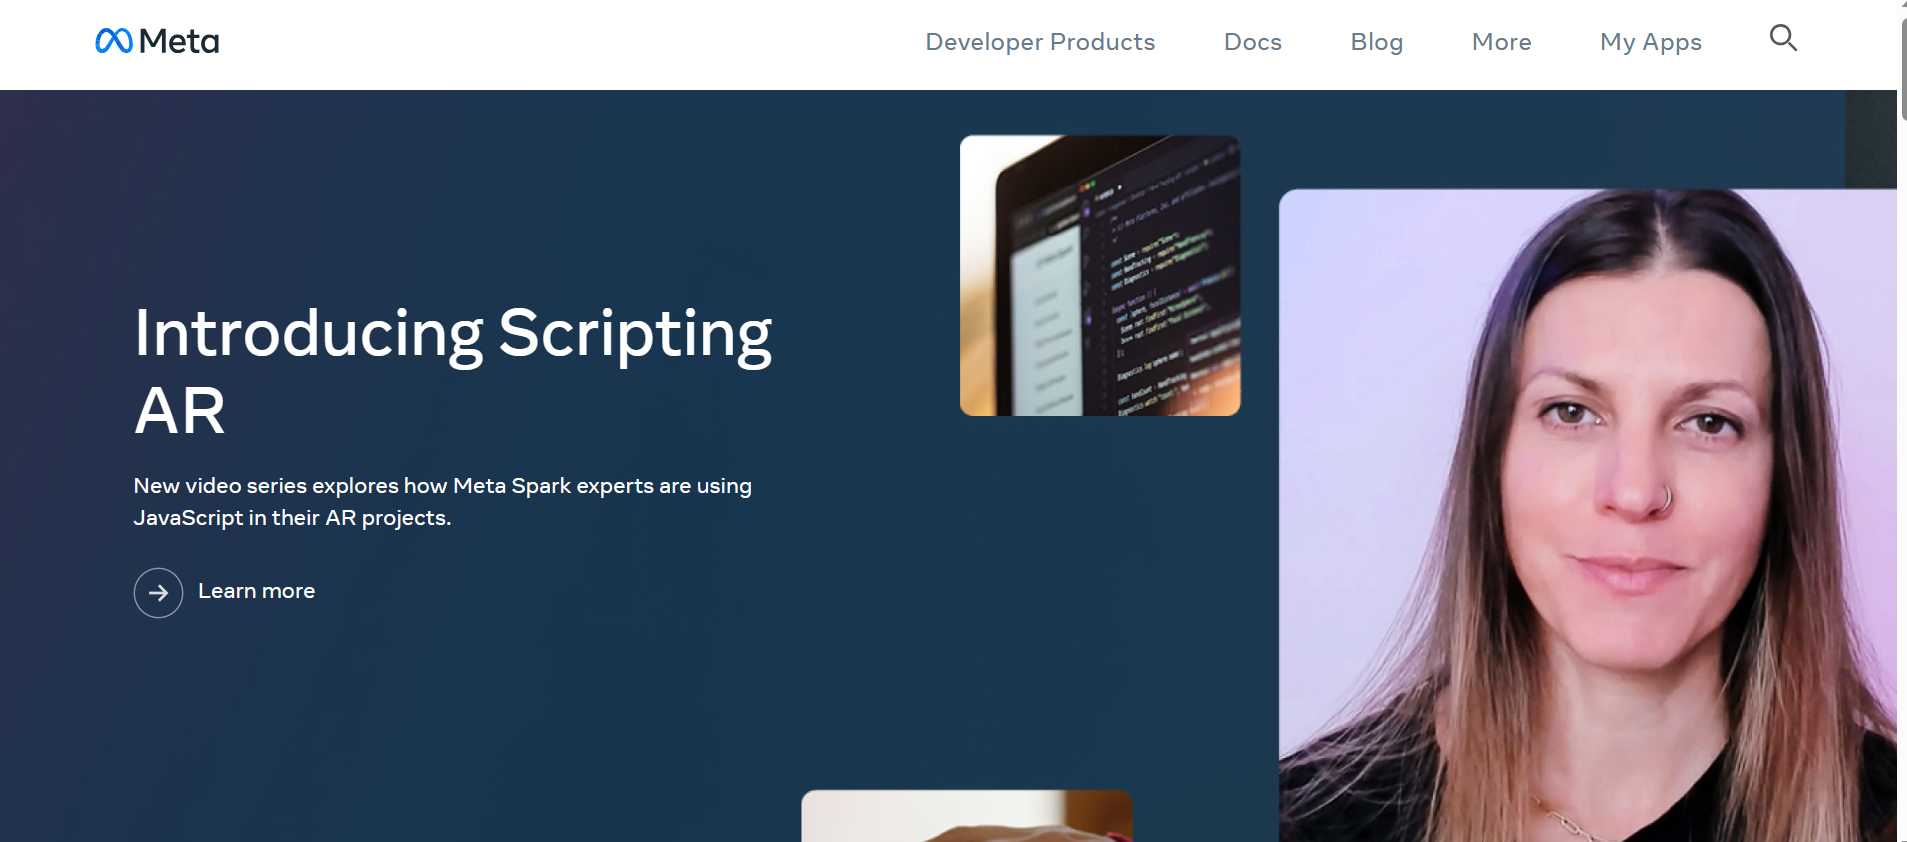 Meta
Developer Products
Docs
Blog
More
My Apps
Introducing Scripting
AR
New video series explores how Meta Spark experts are using
JavaScript in their AR projects.
Learn more